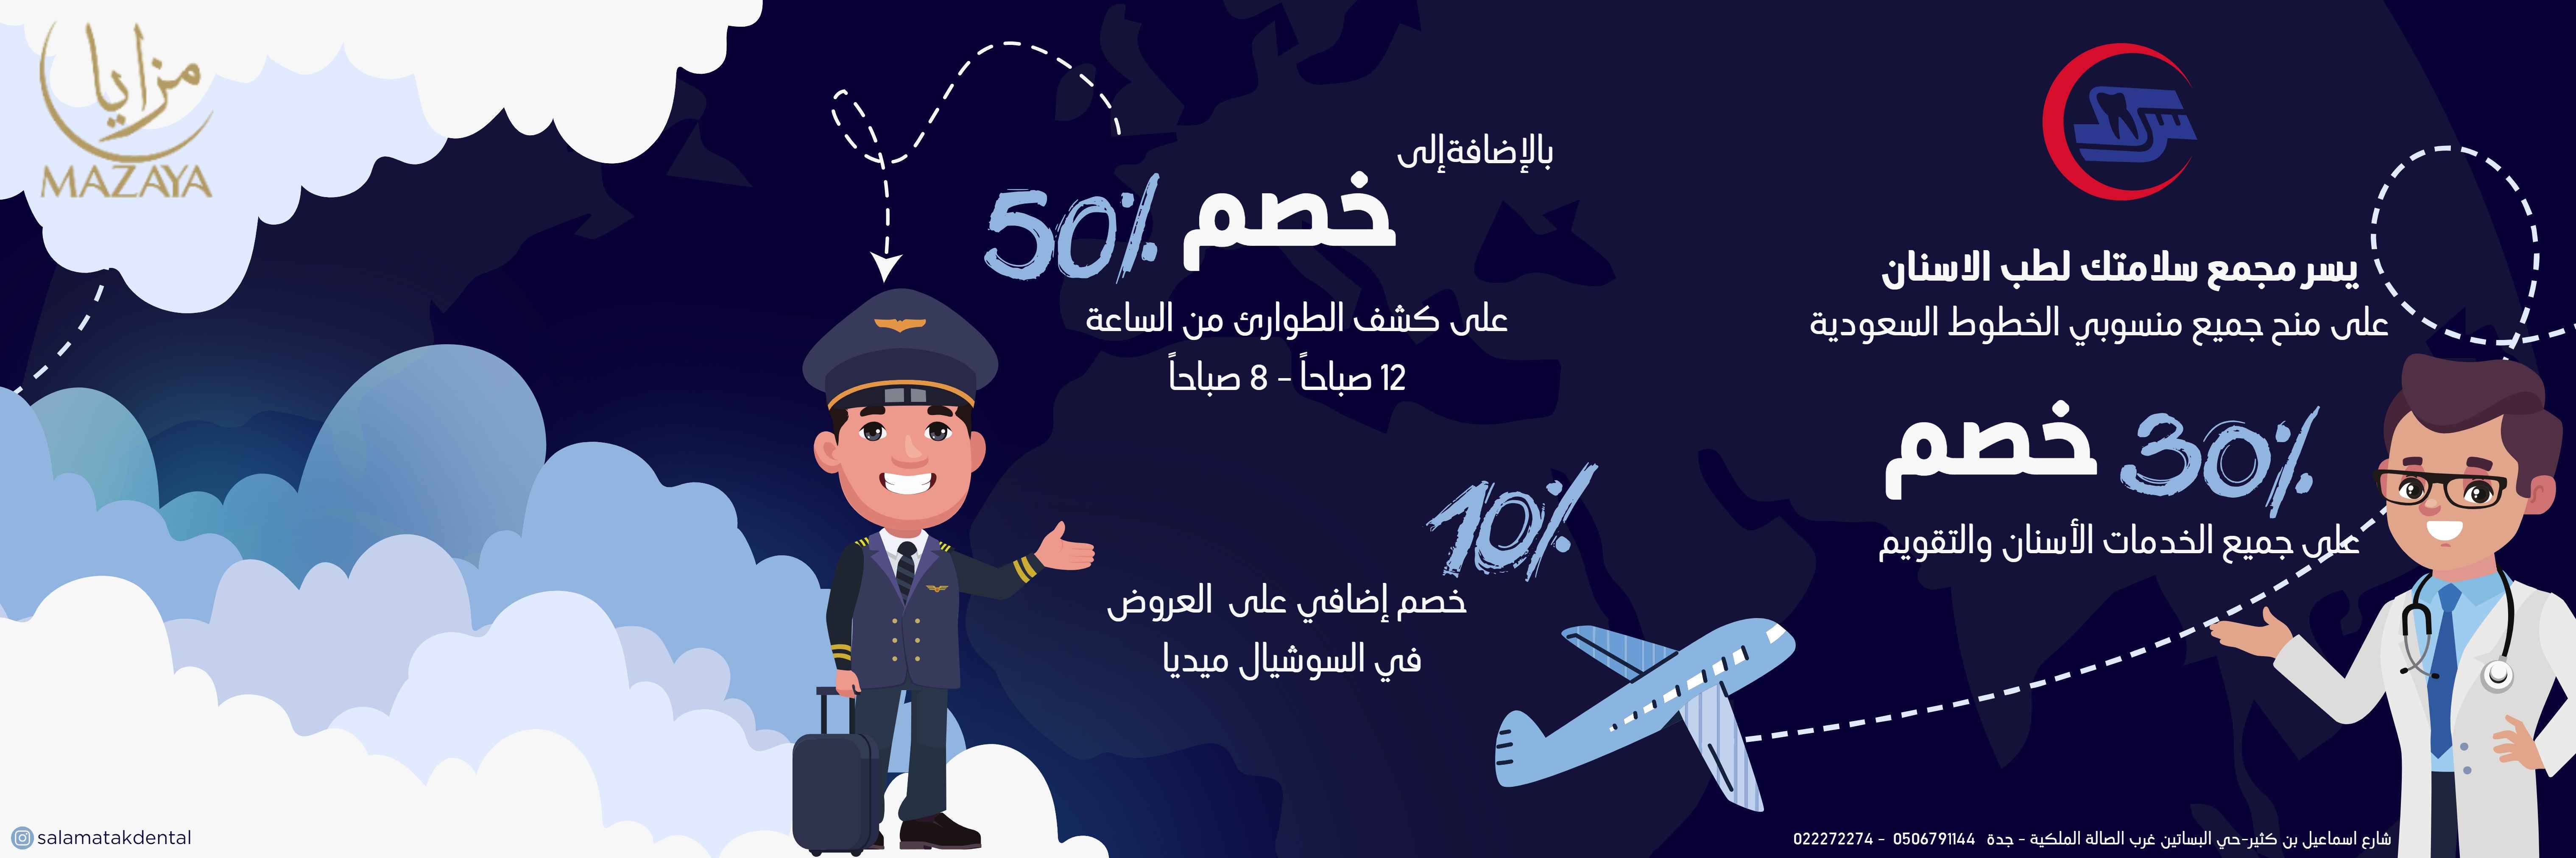 يسر مجمع سلامتك لطب الاسنان
على منح جميع منسوبي الخطوط السعودية
30% خصم
على جميع الخدمات الأسنان والتقويم
بالإضافة إلى
خصم 50%
على كشف الطوارئ من الساعة
12 صباحاً - 8 صباحاً
10%
خصم إضافي على العروض
في السوشيال ميديا
مزايا
MAZAYA
شارع اسماعيل بن كثير-حي البساتين غرب الصالة الملكية - جدة 0506791144 - 022272274
salamatakdental